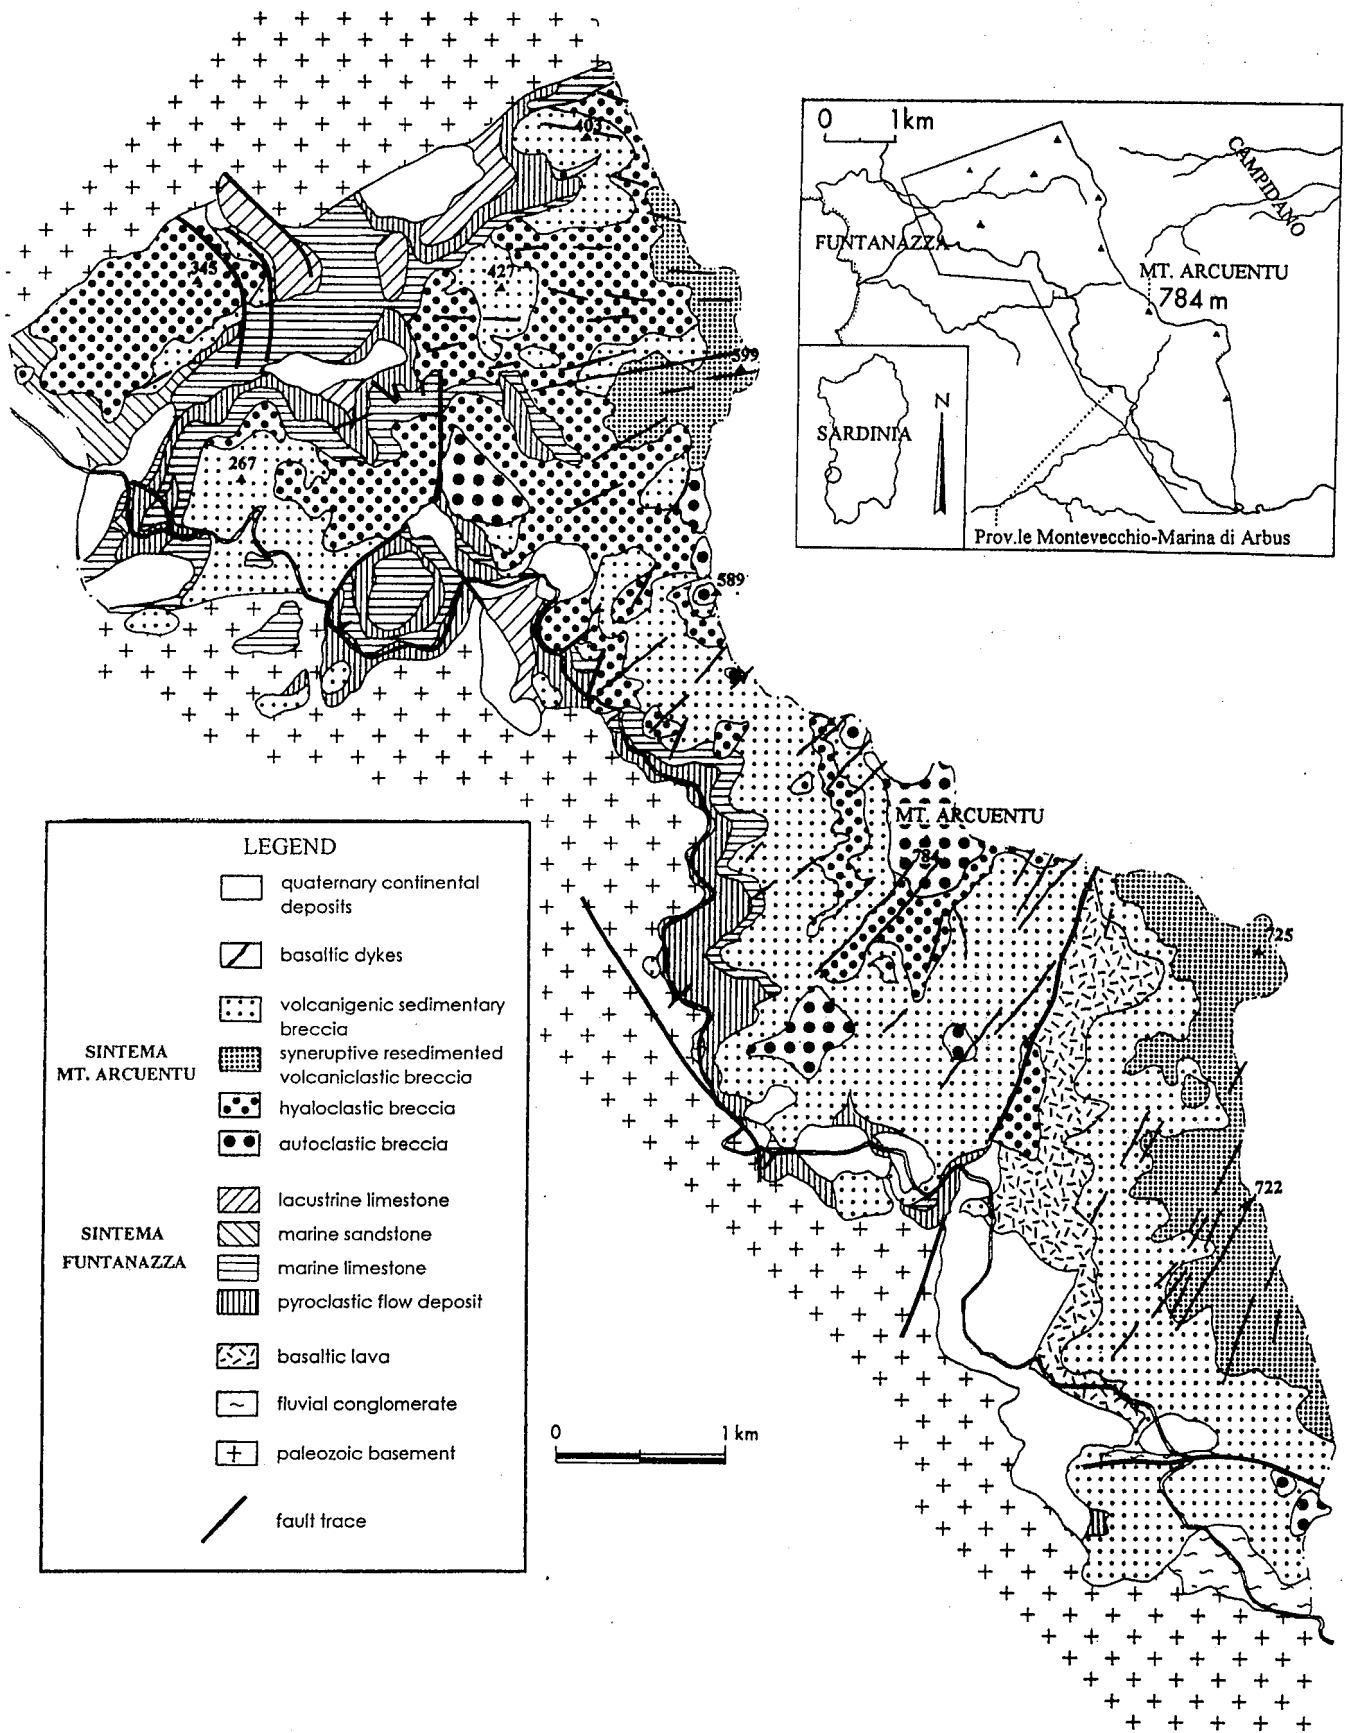 403
345
427
599
267
589
MT. ARCUENTU
784
725
722
0 1km
CAMPIDANO
FUNTANAZZA
MT. ARCUENTU
784 m
SARDINIA
N
Prov.le Montevecchio-Marina di Arbus
LEGEND
quaternary continental
deposits
basaltic dykes
volcanigenic sedimentary
breccia
SINTEMA
MT. ARCUENTU
syneruptive resedimented
volcaniclastic breccia
hyaloclastic breccia
autoclastic breccia
lacustrine limestone
SINTEMA
FUNTANAZZA
marine sandstone
marine limestone
pyroclastic flow deposit
basaltic lava
fluvial conglomerate
paleozoic basement
fault trace
0 1 km